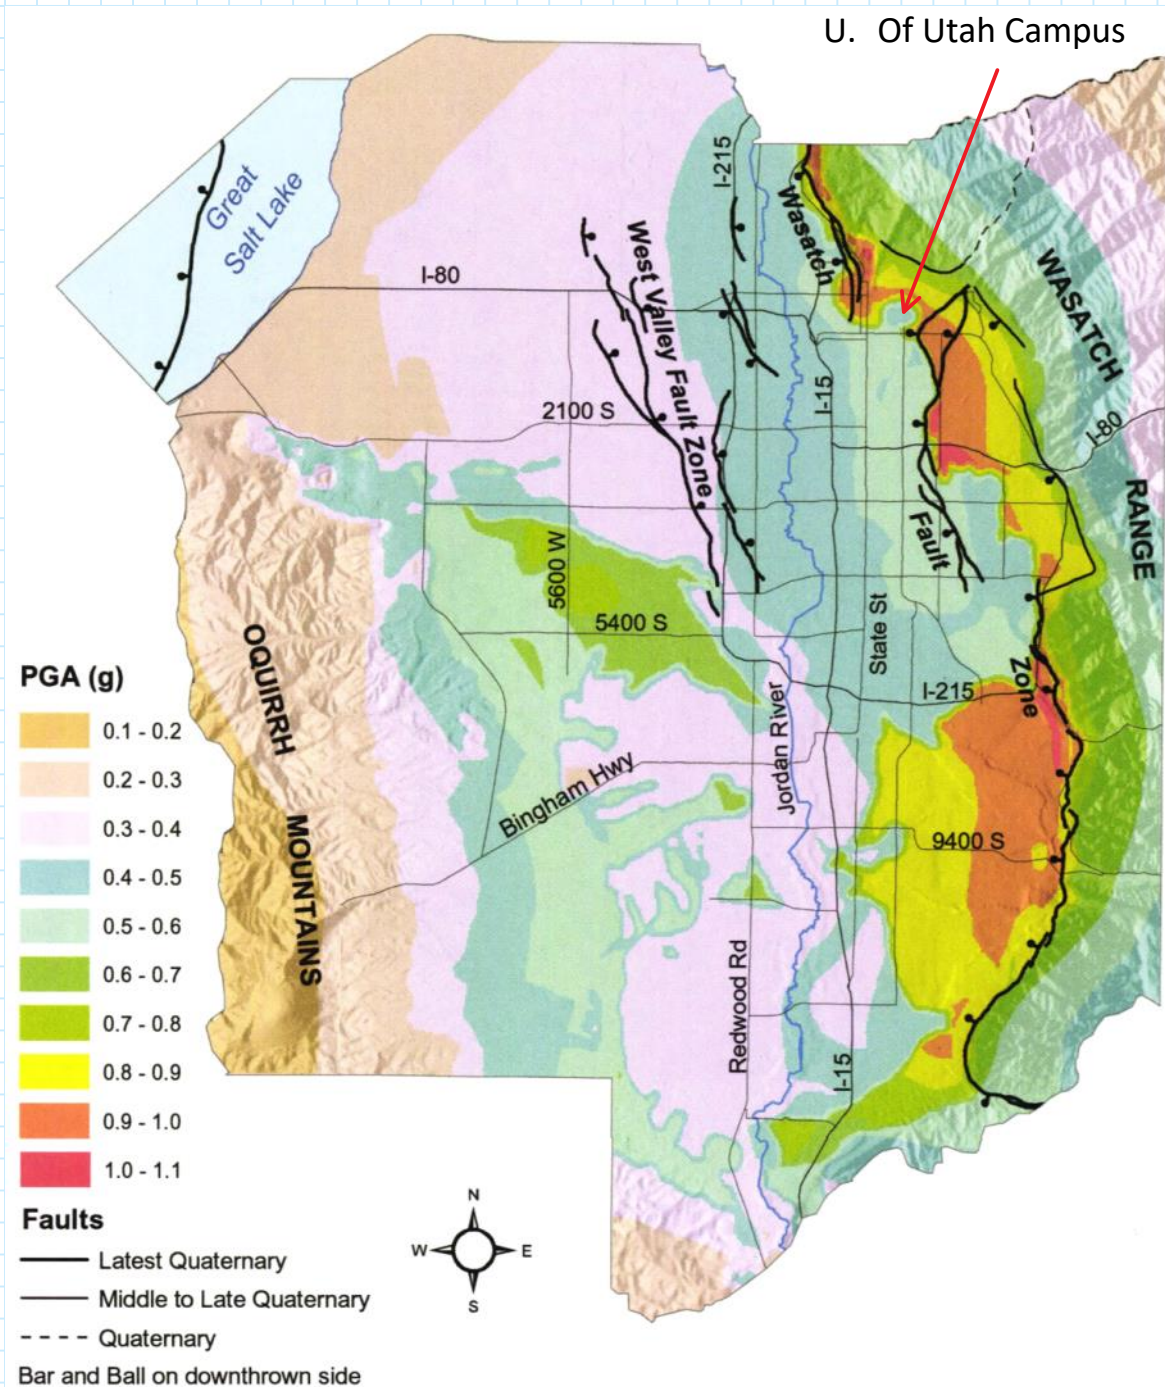 U. Of Utah Campus
Great
Salt Lake
I-215
Wasatch
West Valley Fault Zone
I-80
WASATCH
RANGE
I-15
2100 S
I-80
Fault
5600 W
5400 S
State St
OQUIRRH
MOUNTAINS
Zone
I-215
Jordan River
Bingham Hwy
9400 S
Redwood Rd
I-15
PGA (g)
0.1 - 0.2
0.2 - 0.3
0.3 - 0.4
0.4 - 0.5
0.5 - 0.6
0.6 - 0.7
0.7 - 0.8
0.8 - 0.9
0.9 - 1.0
1.0 - 1.1
Faults
Latest Quaternary
Middle to Late Quaternary
Quaternary
Bar and Ball on downthrown side
N
W
E
S